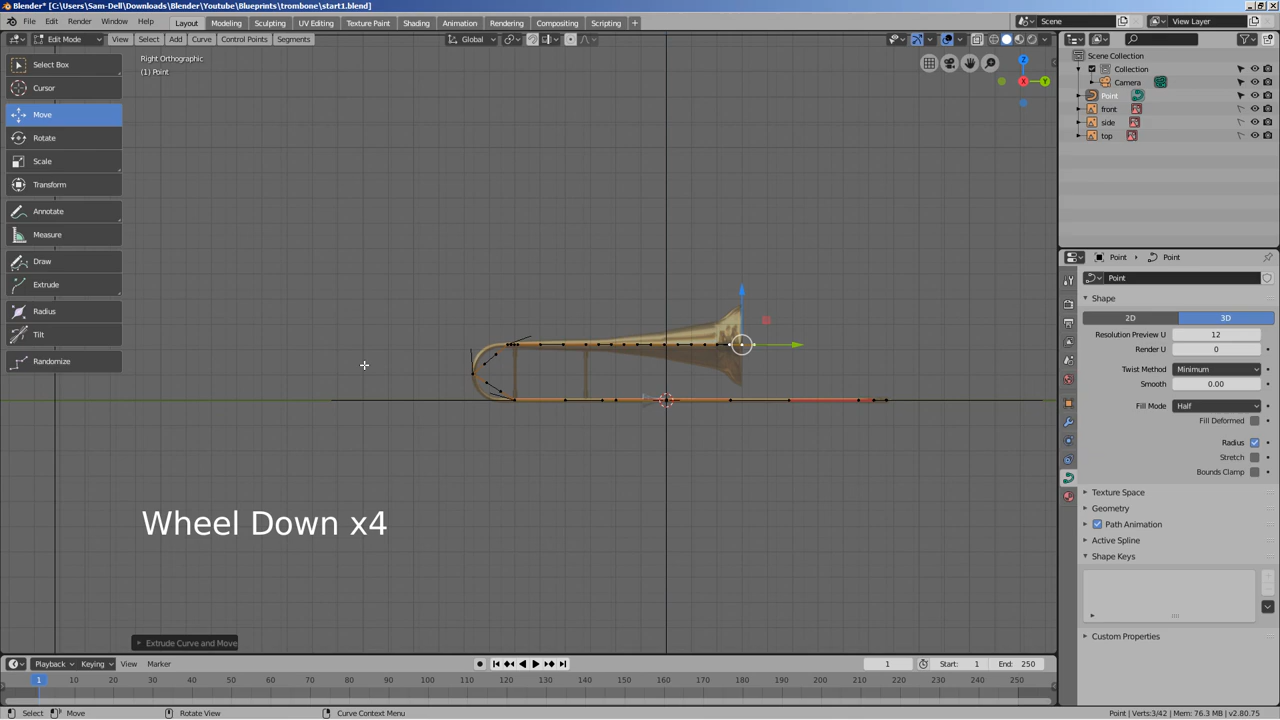 Blender* [C:\Users\Sam-Dell\Downloads\Blender\Youtube\Blueprints\trombone\start1.blend]
File Edit Render Window Help Layout Modeling Sculpting UV Editing Texture Paint Shading Animation Rendering Compositing Scripting + Scene View Layer
Edit Mode View Select Add Curve Control Points Segments Global
Right Orthographic
(1) Point
Select Box
Cursor
Move
Rotate
Scale
Transform
Annotate
Measure
Draw
Extrude
Radius
Tilt
Randomize
Z
X Y
Wheel Down x4
Extrude Curve and Move
Scene Collection
Collection
Camera
Point
front
side
top
Point Point
Point
Shape
2D 3D
Resolution Preview U 12
Render U 0
Twist Method Minimum
Smooth 0.00
Fill Mode Half
Fill Deformed
Radius
Stretch
Bounds Clamp
Texture Space
Geometry
Path Animation
Active Spline
Shape Keys
Custom Properties
Playback Keying View Marker 1 Start: 1 End: 250
1 10 20 30 40 50 60 70 80 90 100 110 120 130 140 150 160 170 180 190 200 210 220 230 240 250
Select Move Rotate View Curve Context Menu Point | Verts:3/42 | Mem: 76.3 MB | v2.80.75